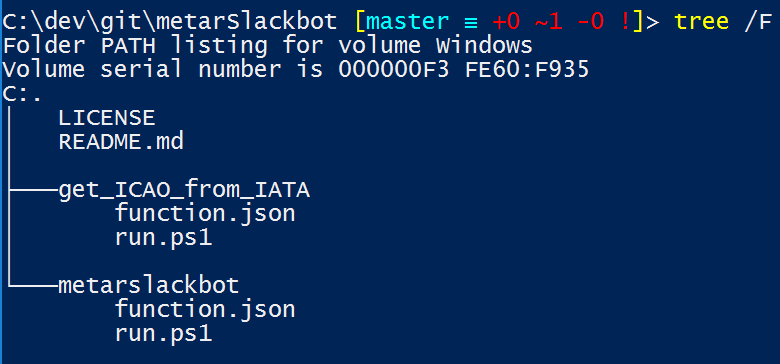 C:\dev\git\metarSlackbot [master ≡ +0 ~1 -0 !]> tree /F
Folder PATH listing for volume Windows
Volume serial number is 000000F3 FE60:F935
C:.
│   LICENSE
│   README.md
│
├───get_ICAO_from_IATA
│       function.json
│       run.ps1
│
└───metarslackbot
        function.json
        run.ps1